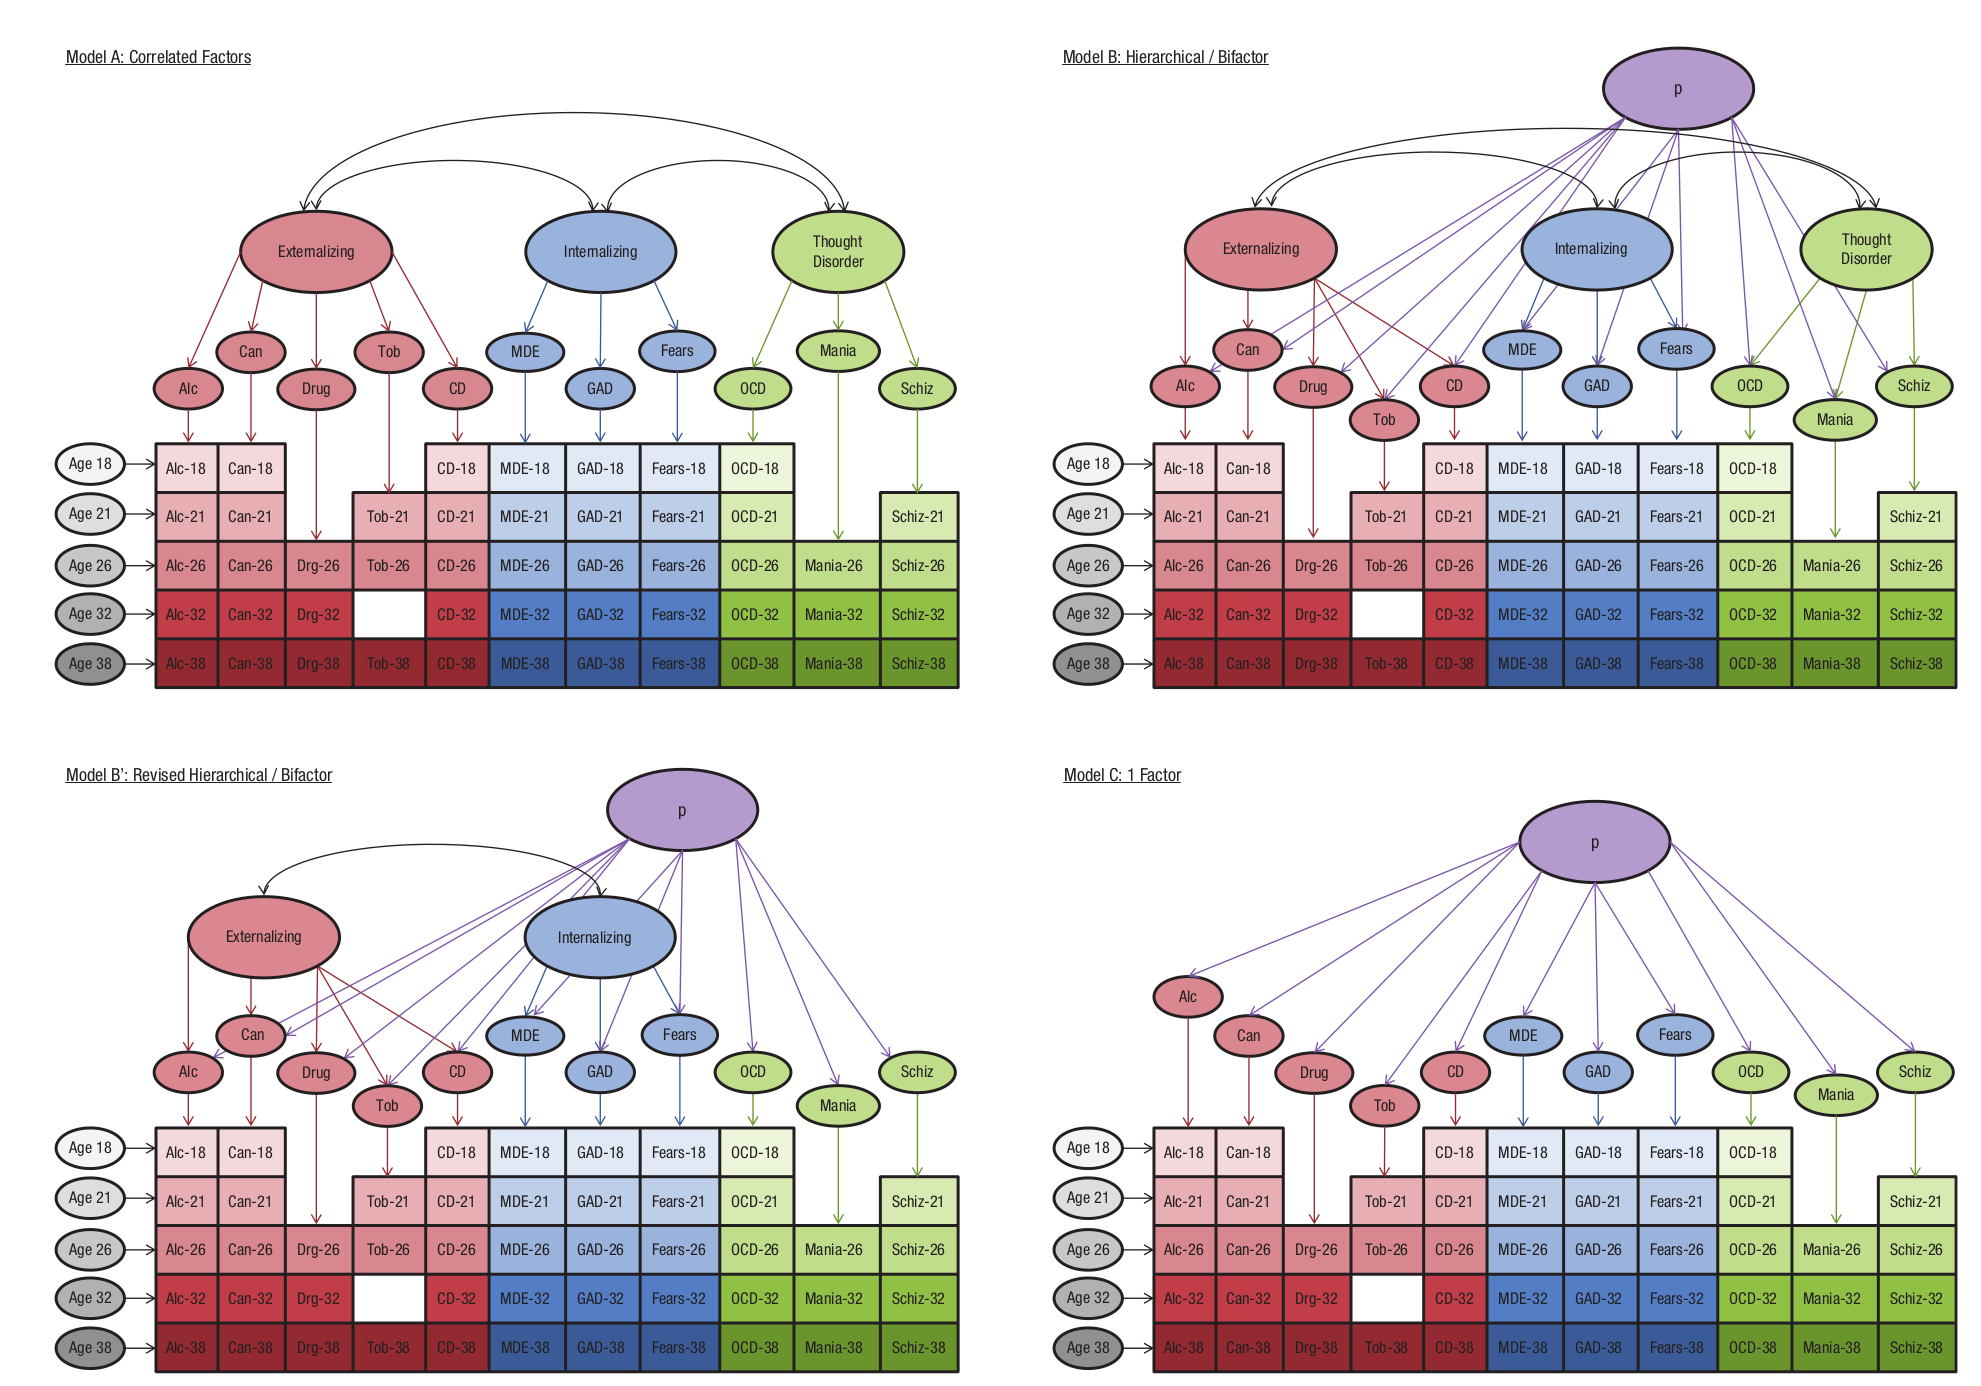 Model A: Correlated Factors
Externalizing
Internalizing
Thought
Disorder
Can
Tob
MDE
Fears
Mania
Alc
Drug
CD
GAD
OCD
Schiz
Age 18
Alc-18
Can-18
CD-18
MDE-18
GAD-18
Fears-18
OCD-18
Age 21
Alc-21
Can-21
Tob-21
CD-21
MDE-21
GAD-21
Fears-21
OCD-21
Schiz-21
Age 26
Alc-26
Can-26
Drg-26
Tob-26
CD-26
MDE-26
GAD-26
Fears-26
OCD-26
Mania-26
Schiz-26
Age 32
Alc-32
Can-32
Drg-32
CD-32
MDE-32
GAD-32
Fears-32
OCD-32
Mania-32
Schiz-32
Age 38
Alc-38
Can-38
Drg-38
Tob-38
CD-38
MDE-38
GAD-38
Fears-38
OCD-38
Mania-38
Schiz-38
Model B: Hierarchical / Bifactor
p
Externalizing
Internalizing
Thought
Disorder
Can
MDE
Fears
Alc
Drug
CD
GAD
OCD
Schiz
Tob
Mania
Age 18
Alc-18
Can-18
CD-18
MDE-18
GAD-18
Fears-18
OCD-18
Age 21
Alc-21
Can-21
Tob-21
CD-21
MDE-21
GAD-21
Fears-21
OCD-21
Schiz-21
Age 26
Alc-26
Can-26
Drg-26
Tob-26
CD-26
MDE-26
GAD-26
Fears-26
OCD-26
Mania-26
Schiz-26
Age 32
Alc-32
Can-32
Drg-32
CD-32
MDE-32
GAD-32
Fears-32
OCD-32
Mania-32
Schiz-32
Age 38
Alc-38
Can-38
Drg-38
Tob-38
CD-38
MDE-38
GAD-38
Fears-38
OCD-38
Mania-38
Schiz-38
Model B’: Revised Hierarchical / Bifactor
p
Externalizing
Internalizing
Can
MDE
Fears
Alc
Drug
CD
GAD
OCD
Schiz
Tob
Mania
Age 18
Alc-18
Can-18
CD-18
MDE-18
GAD-18
Fears-18
OCD-18
Age 21
Alc-21
Can-21
Tob-21
CD-21
MDE-21
GAD-21
Fears-21
OCD-21
Schiz-21
Age 26
Alc-26
Can-26
Drg-26
Tob-26
CD-26
MDE-26
GAD-26
Fears-26
OCD-26
Mania-26
Schiz-26
Age 32
Alc-32
Can-32
Drg-32
CD-32
MDE-32
GAD-32
Fears-32
OCD-32
Mania-32
Schiz-32
Age 38
Alc-38
Can-38
Drg-38
Tob-38
CD-38
MDE-38
GAD-38
Fears-38
OCD-38
Mania-38
Schiz-38
Model C: 1 Factor
p
Alc
Can
MDE
Fears
Drug
CD
GAD
OCD
Schiz
Tob
Mania
Age 18
Alc-18
Can-18
CD-18
MDE-18
GAD-18
Fears-18
OCD-18
Age 21
Alc-21
Can-21
Tob-21
CD-21
MDE-21
GAD-21
Fears-21
OCD-21
Schiz-21
Age 26
Alc-26
Can-26
Drg-26
Tob-26
CD-26
MDE-26
GAD-26
Fears-26
OCD-26
Mania-26
Schiz-26
Age 32
Alc-32
Can-32
Drg-32
CD-32
MDE-32
GAD-32
Fears-32
OCD-32
Mania-32
Schiz-32
Age 38
Alc-38
Can-38
Drg-38
Tob-38
CD-38
MDE-38
GAD-38
Fears-38
OCD-38
Mania-38
Schiz-38